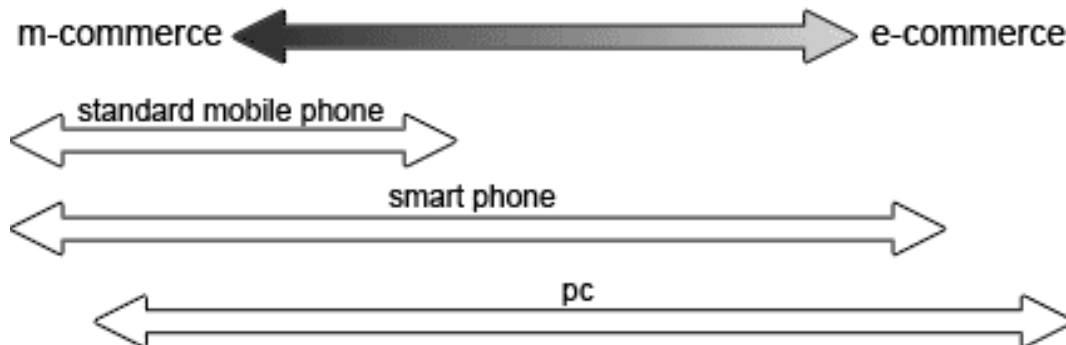 m-commerce e-commerce
standard mobile phone
smart phone
pc